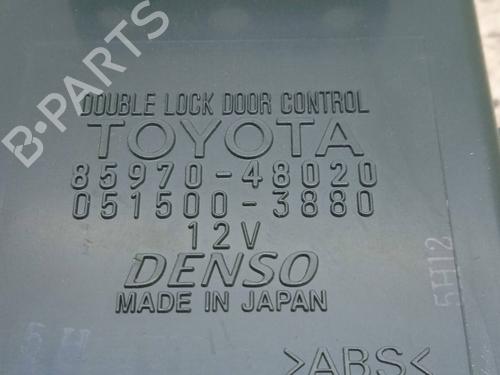 DOUBLE LOCK DOOR CONTROL
TOYOTA
85970-48020
051500-3880
12V
DENSO
MADE IN JAPAN
5H12
>ABS<
B-PARTS